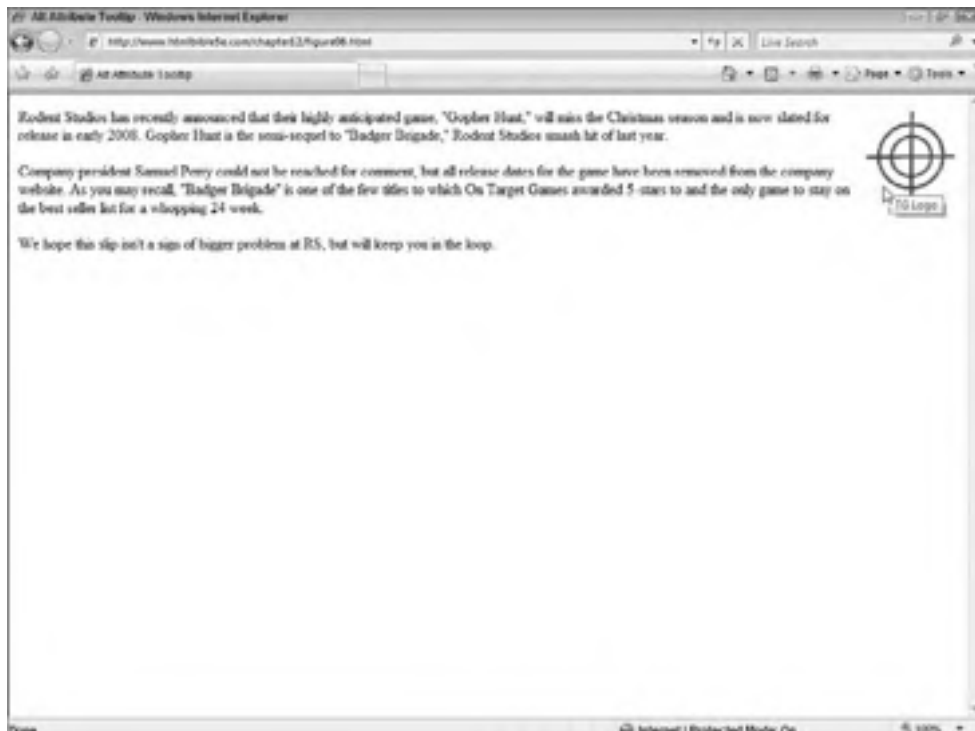 Alt Attribute Tooltip - Windows Internet Explorer
Live Search
Alt Attribute Tooltip
Page
Tools
Rodent Studios has recently announced that their highly anticipated game, "Gopher Hunt," will miss the Christmas season and is now slated for
release in early 2008. Gopher Hunt is the semi-sequel to "Badger Brigade," Rodent Studios smash hit of last year.
Company president Samuel Perry could not be reached for comment, but all release dates for the game have been removed from the company
website. As you may recall, "Badger Brigade" is one of the few titles to which On Target Games awarded 5-stars to and the only game to stay on
the best seller list for a whopping 24 week.
We hope this slip isn't a sign of bigger problem at RS, but will keep you in the loop.
TG Logo
Done
Internet | Protected Mode: On
100%